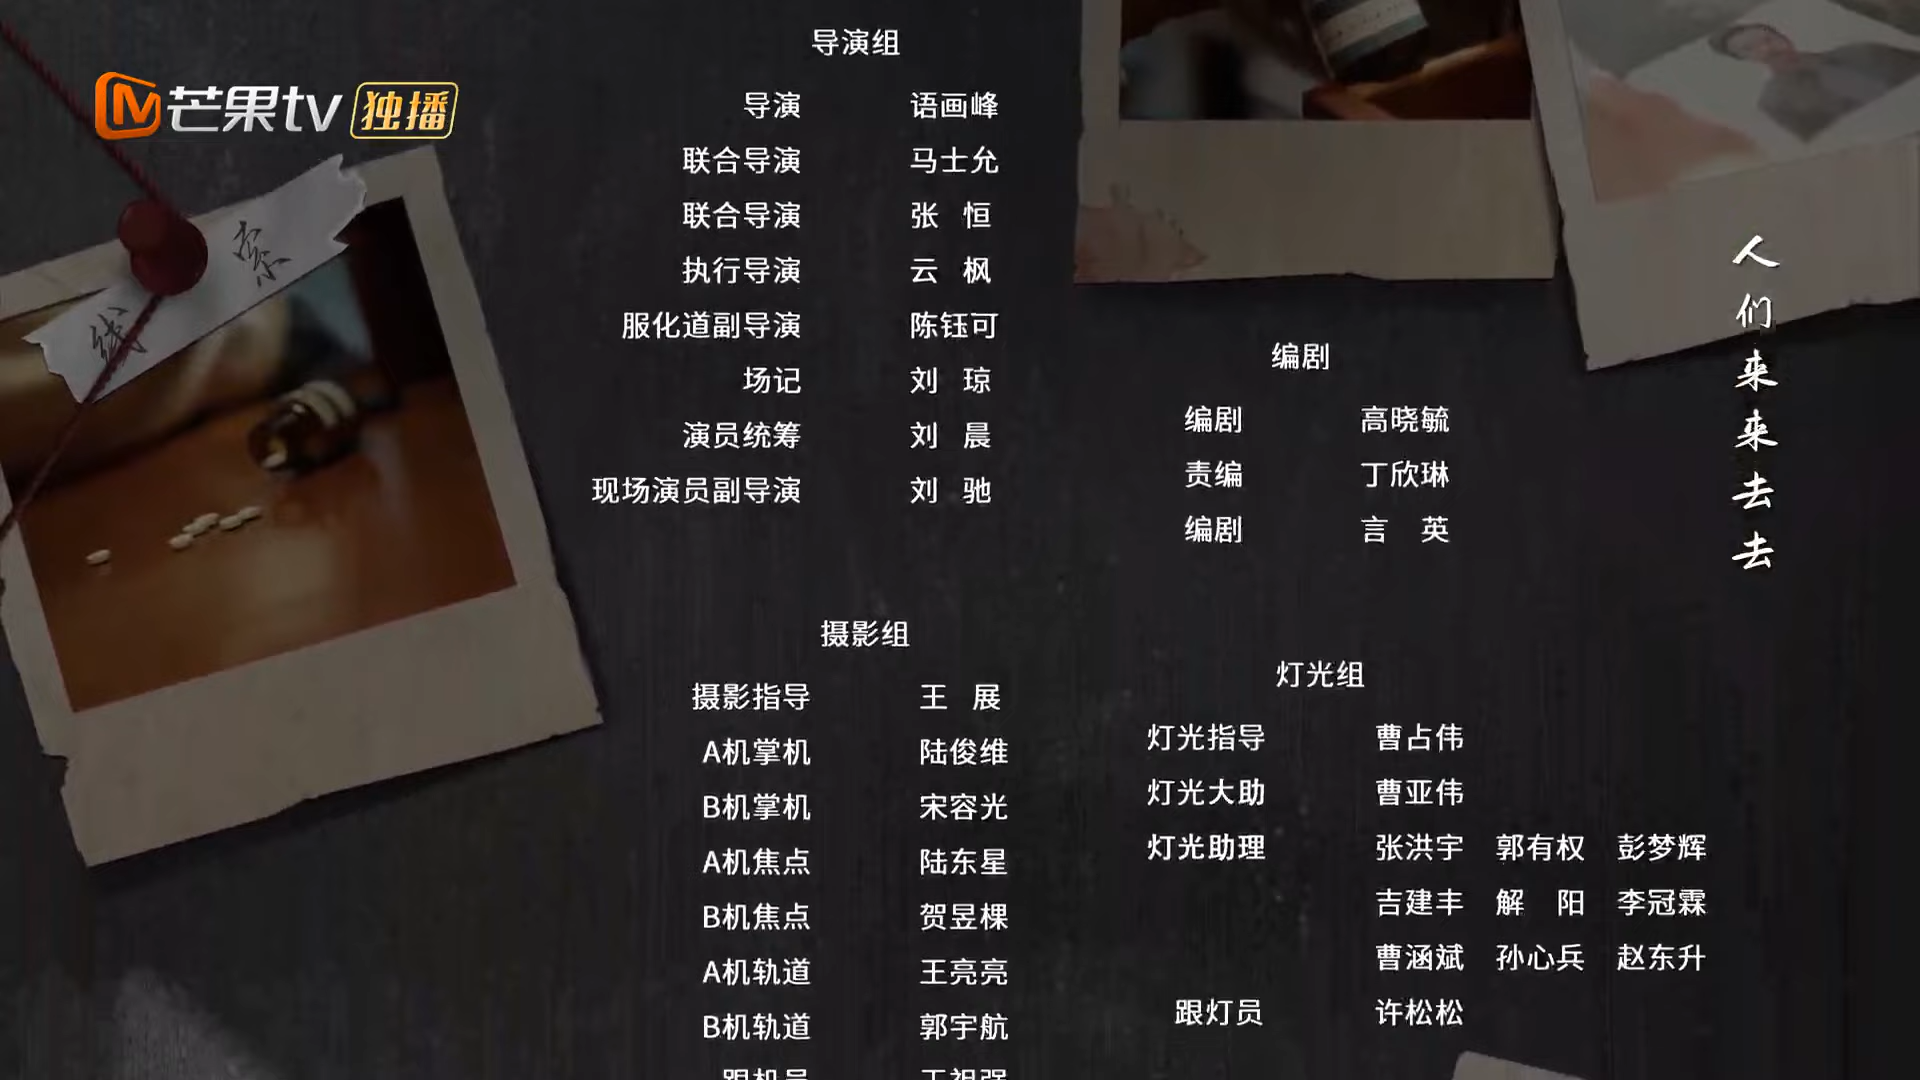 芒果tv 独播
线索
导演组
导演 语画峰
联合导演 马士允
联合导演 张恒
执行导演 云枫
服化道副导演 陈钰可
场记 刘琼
演员统筹 刘晨
现场演员副导演 刘驰
编剧
编剧 高晓毓
责编 丁欣琳
编剧 言英
摄影组
摄影指导 王展
A机掌机 陆俊维
B机掌机 宋容光
A机焦点 陆东星
B机焦点 贺昱棵
A机轨道 王亮亮
B机轨道 郭宇航
灯光组
灯光指导 曹占伟
灯光大助 曹亚伟
灯光助理 张洪宇 郭有权 彭梦辉
吉建丰 解阳 李冠霖
曹涵斌 孙心兵 赵东升
跟灯员 许松松
人们来来去去